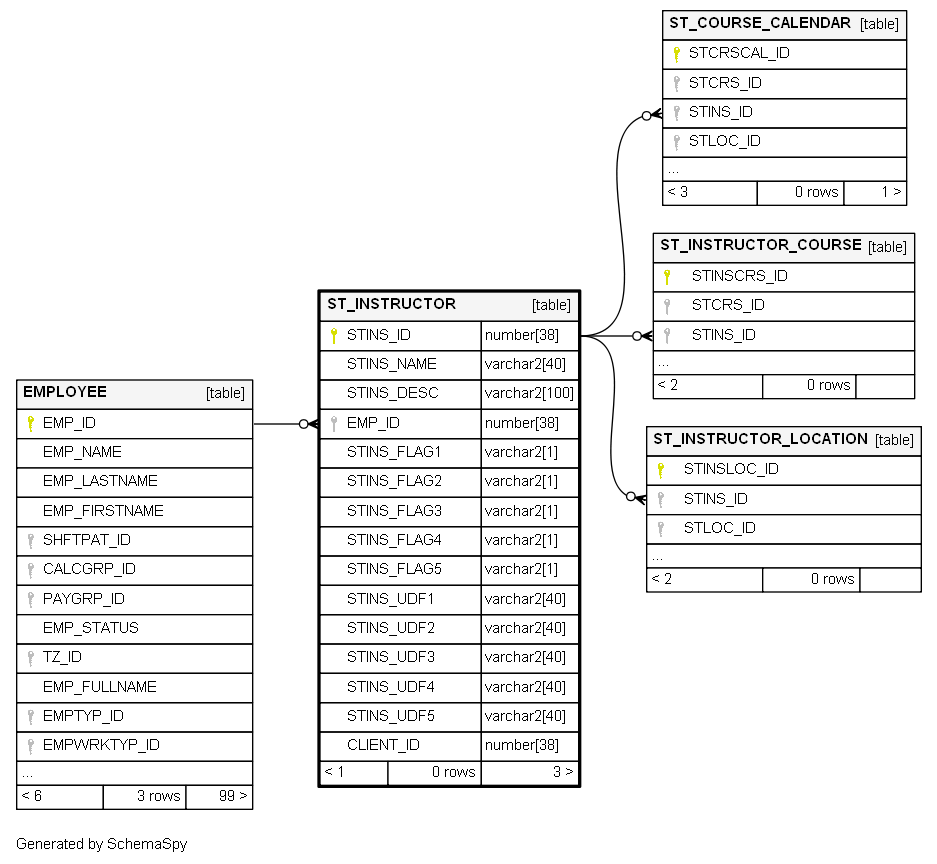 ST_COURSE_CALENDAR [table]
STCRSCAL_ID
STCRS_ID
STINS_ID
STLOC_ID
...
< 3 0 rows 1 >
ST_INSTRUCTOR_COURSE [table]
STINSCRS_ID
STCRS_ID
STINS_ID
...
< 2 0 rows
ST_INSTRUCTOR [table]
STINS_ID number[38]
STINS_NAME varchar2[40]
STINS_DESC varchar2[100]
EMP_ID number[38]
STINS_FLAG1 varchar2[1]
STINS_FLAG2 varchar2[1]
STINS_FLAG3 varchar2[1]
STINS_FLAG4 varchar2[1]
STINS_FLAG5 varchar2[1]
STINS_UDF1 varchar2[40]
STINS_UDF2 varchar2[40]
STINS_UDF3 varchar2[40]
STINS_UDF4 varchar2[40]
STINS_UDF5 varchar2[40]
CLIENT_ID number[38]
< 1 0 rows 3 >
EMPLOYEE [table]
EMP_ID
EMP_NAME
EMP_LASTNAME
EMP_FIRSTNAME
SHFTPAT_ID
CALCGRP_ID
PAYGRP_ID
EMP_STATUS
TZ_ID
EMP_FULLNAME
EMPTYP_ID
EMPWRKTYP_ID
...
< 6 3 rows 99 >
ST_INSTRUCTOR_LOCATION [table]
STINSLOC_ID
STINS_ID
STLOC_ID
...
< 2 0 rows
Generated by SchemaSpy